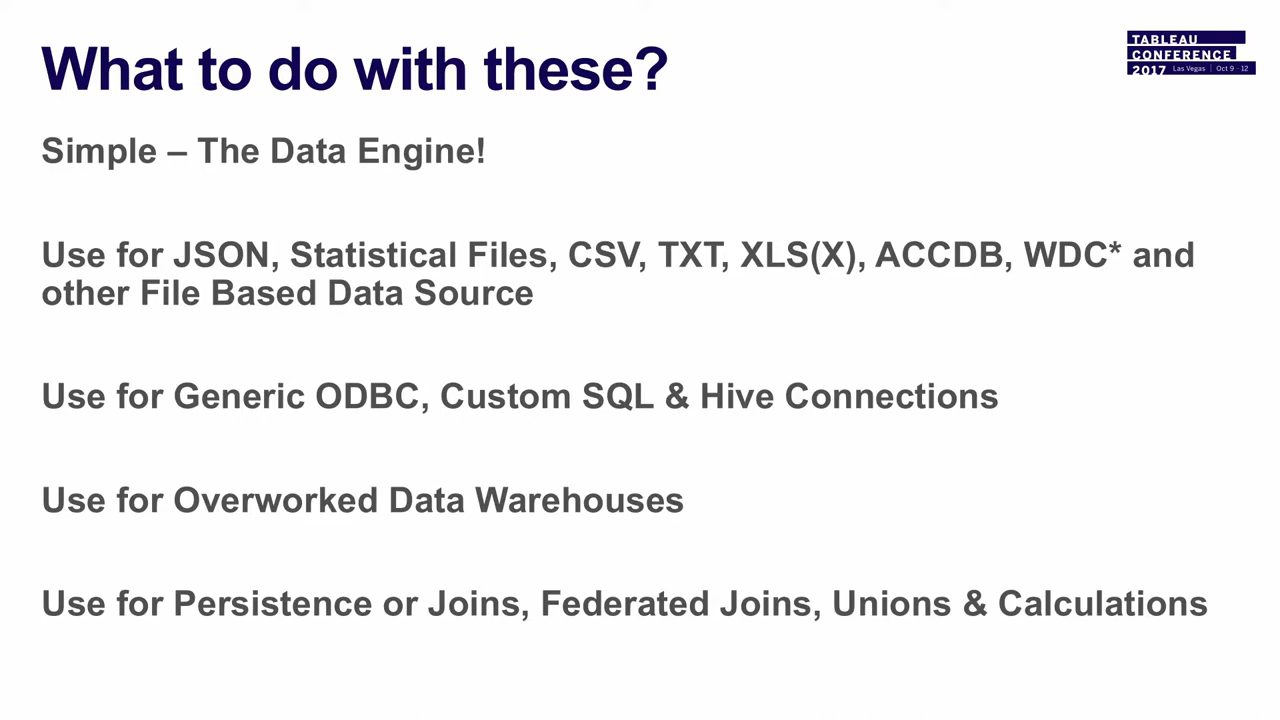 What to do with these?
TABLEAU
CONFERENCE
2017 Las Vegas | Oct 9 - 12
Simple – The Data Engine!
Use for JSON, Statistical Files, CSV, TXT, XLS(X), ACCDB, WDC* and
other File Based Data Source
Use for Generic ODBC, Custom SQL & Hive Connections
Use for Overworked Data Warehouses
Use for Persistence or Joins, Federated Joins, Unions & Calculations